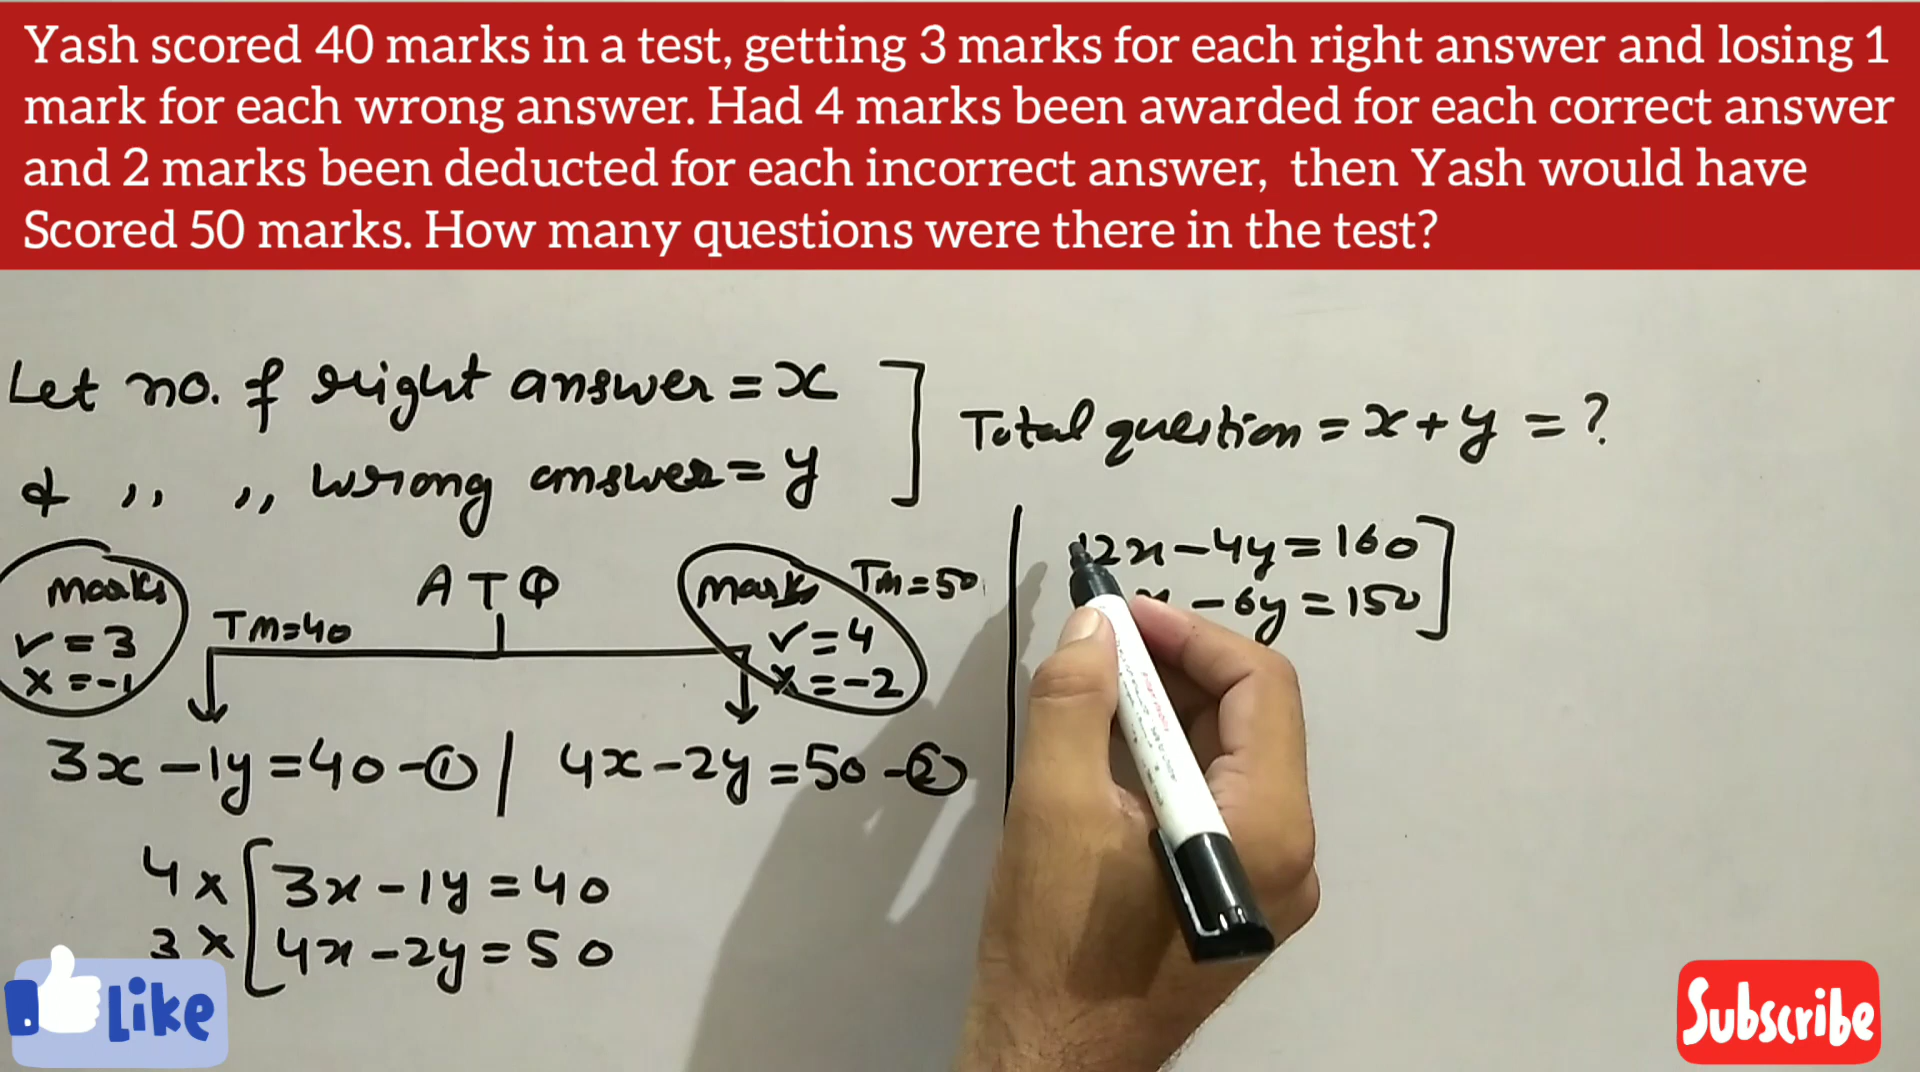 Yash scored 40 marks in a test, getting 3 marks for each right answer and losing 1
mark for each wrong answer. Had 4 marks been awarded for each correct answer
and 2 marks been deducted for each incorrect answer, then Yash would have
Scored 50 marks. How many questions were there in the test?
Let no. of right answer = x
& ,, ,, wrong answer = y
Total question = x + y = ?
marks
✓ = 3
× = -1
TM=40
A T Q
marks
✓ = 4
× = -2
TM = 50
3x - 1y = 40 - ①
4x - 2y = 50 - ②
4 × [ 3x - 1y = 40
3 × [ 4x - 2y = 50
12x - 4y = 160 ]
x - 6y = 150 ]
Like
Subscribe